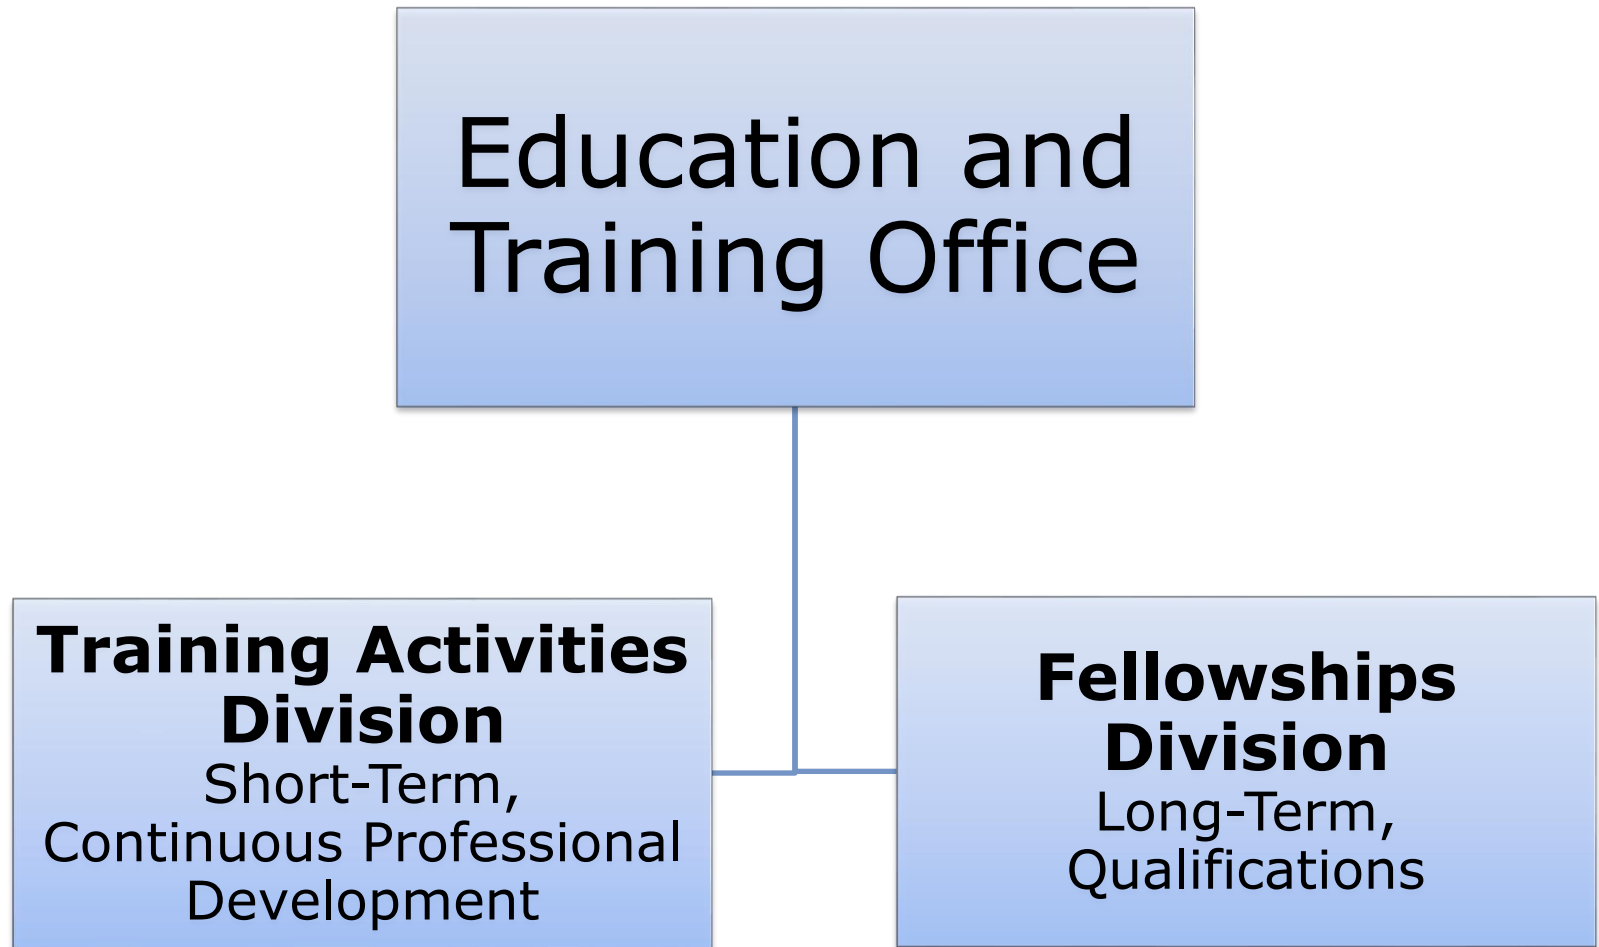 Education and
Training Office
Training Activities
Division
Short-Term,
Continuous Professional
Development
Fellowships
Division
Long-Term,
Qualifications